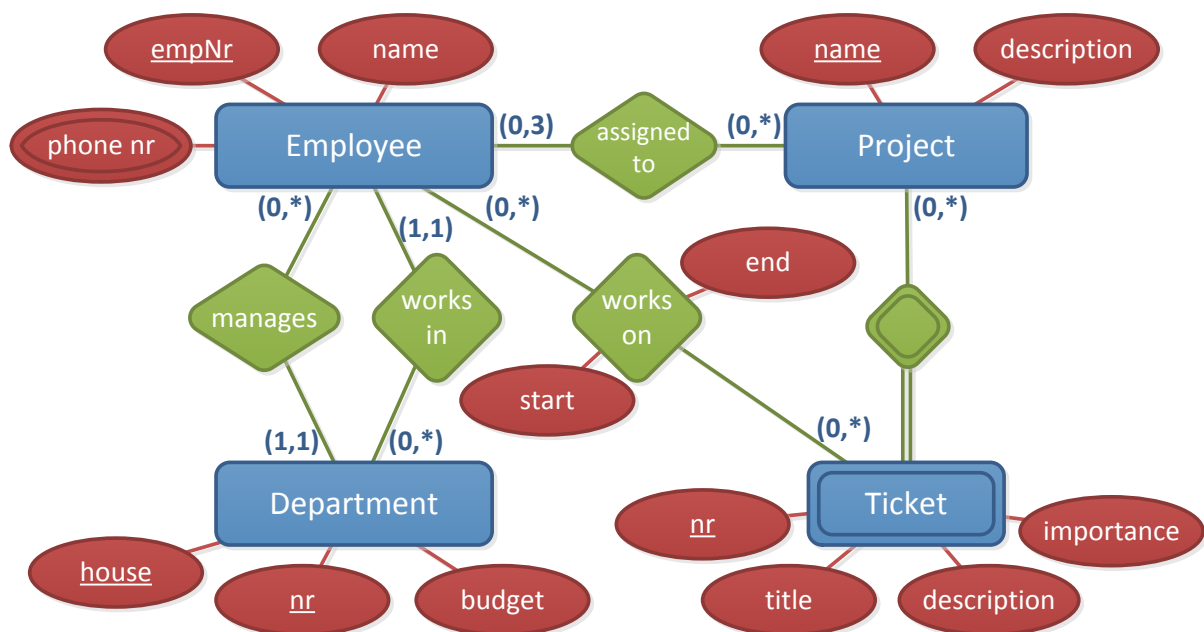 empNr
name
name
description
phone nr
Employee
(0,3)
assigned
to
(0,*)
Project
(0,*)
(1,1)
(0,*)
(0,*)
end
manages
works
in
works
on
start
(1,1)
(0,*)
(0,*)
Department
Ticket
nr
importance
house
nr
budget
title
description